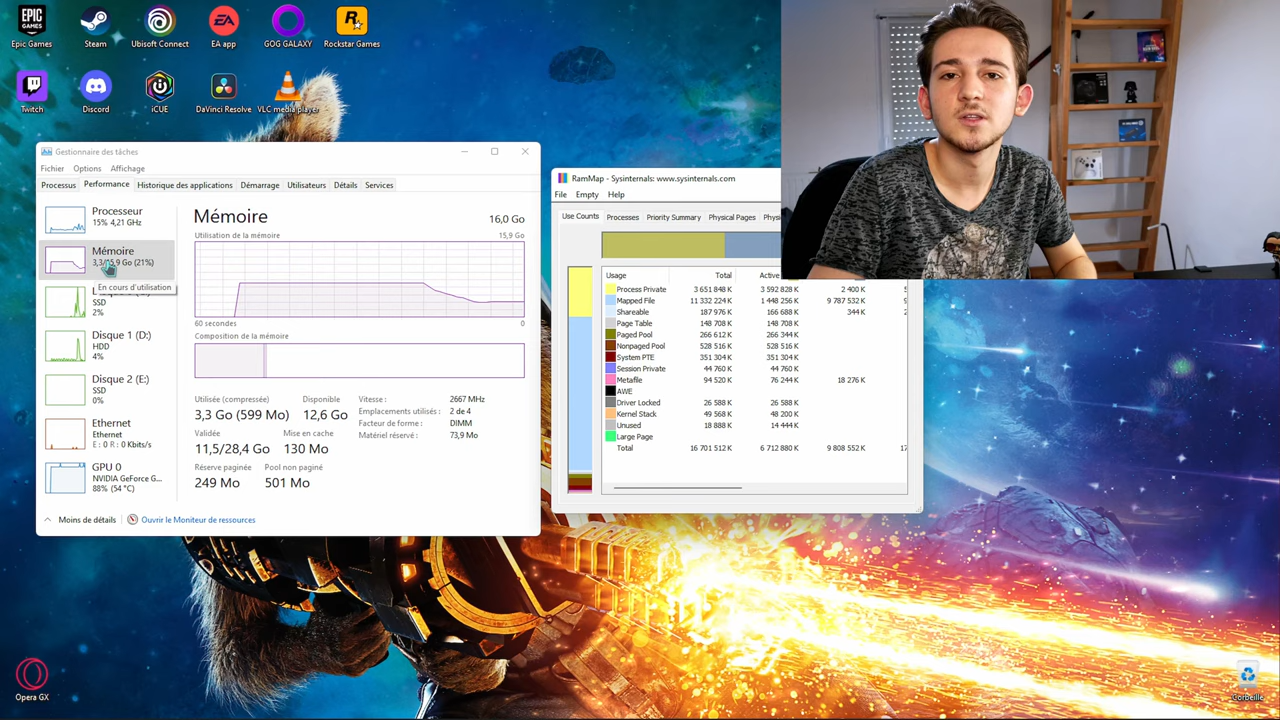 Epic Games
Steam
Ubisoft Connect
EA app
GOG GALAXY
Rockstar Games
Twitch
Discord
iCUE
DaVinci Resolve
VLC media player
Gestionnaire des tâches
Fichier Options Affichage
Processus Performance Historique des applications Démarrage Utilisateurs Détails Services
Processeur
15% 4,21 GHz
Mémoire
3,3/15,9 Go (21%)
En cours d'utilisation
SSD
2%
Disque 1 (D:)
HDD
4%
Disque 2 (E:)
SSD
0%
Ethernet
Ethernet
E : 0 R : 0 Kbits/s
GPU 0
NVIDIA GeForce G...
88% (54 °C)
Mémoire 16,0 Go
Utilisation de la mémoire 15,9 Go
60 secondes 0
Composition de la mémoire
Utilisée (compressée) Disponible
3,3 Go (599 Mo) 12,6 Go
Validée Mise en cache
11,5/28,4 Go 130 Mo
Réserve paginée Pool non paginé
249 Mo 501 Mo
Vitesse : 2667 MHz
Emplacements utilisés : 2 de 4
Facteur de forme : DIMM
Matériel réservé : 73,9 Mo
Moins de détails Ouvrir le Moniteur de ressources
RamMap - Sysinternals: www.sysinternals.com
File Empty Help
Use Counts Processes Priority Summary Physical Pages Physi
Usage Total Active
Process Private 3 651 848 K 3 592 828 K 2 400 K
Mapped File 11 332 224 K 1 448 256 K 9 787 532 K
Shareable 187 976 K 166 688 K 344 K
Page Table 148 708 K 148 708 K
Paged Pool 266 612 K 266 344 K
Nonpaged Pool 528 516 K 528 516 K
System PTE 351 304 K 351 304 K
Session Private 44 760 K 44 760 K
Metafile 94 520 K 76 244 K 18 276 K
AWE
Driver Locked 26 588 K 26 588 K
Kernel Stack 49 568 K 48 200 K
Unused 18 888 K 14 444 K
Large Page
Total 16 701 512 K 6 712 880 K 9 808 552 K 17
Opera GX
Corbeille